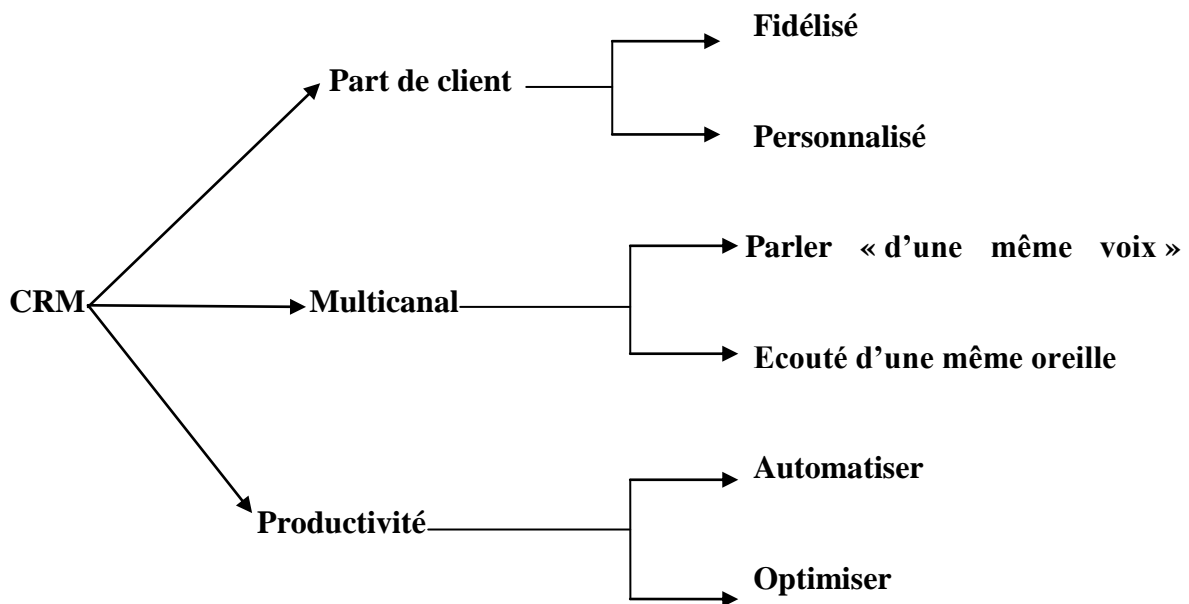 Fidélisé
Part de client
Personnalisé
Parler « d’une même voix »
CRM
Multicanal
Ecouté d’une même oreille
Automatiser
Productivité
Optimiser